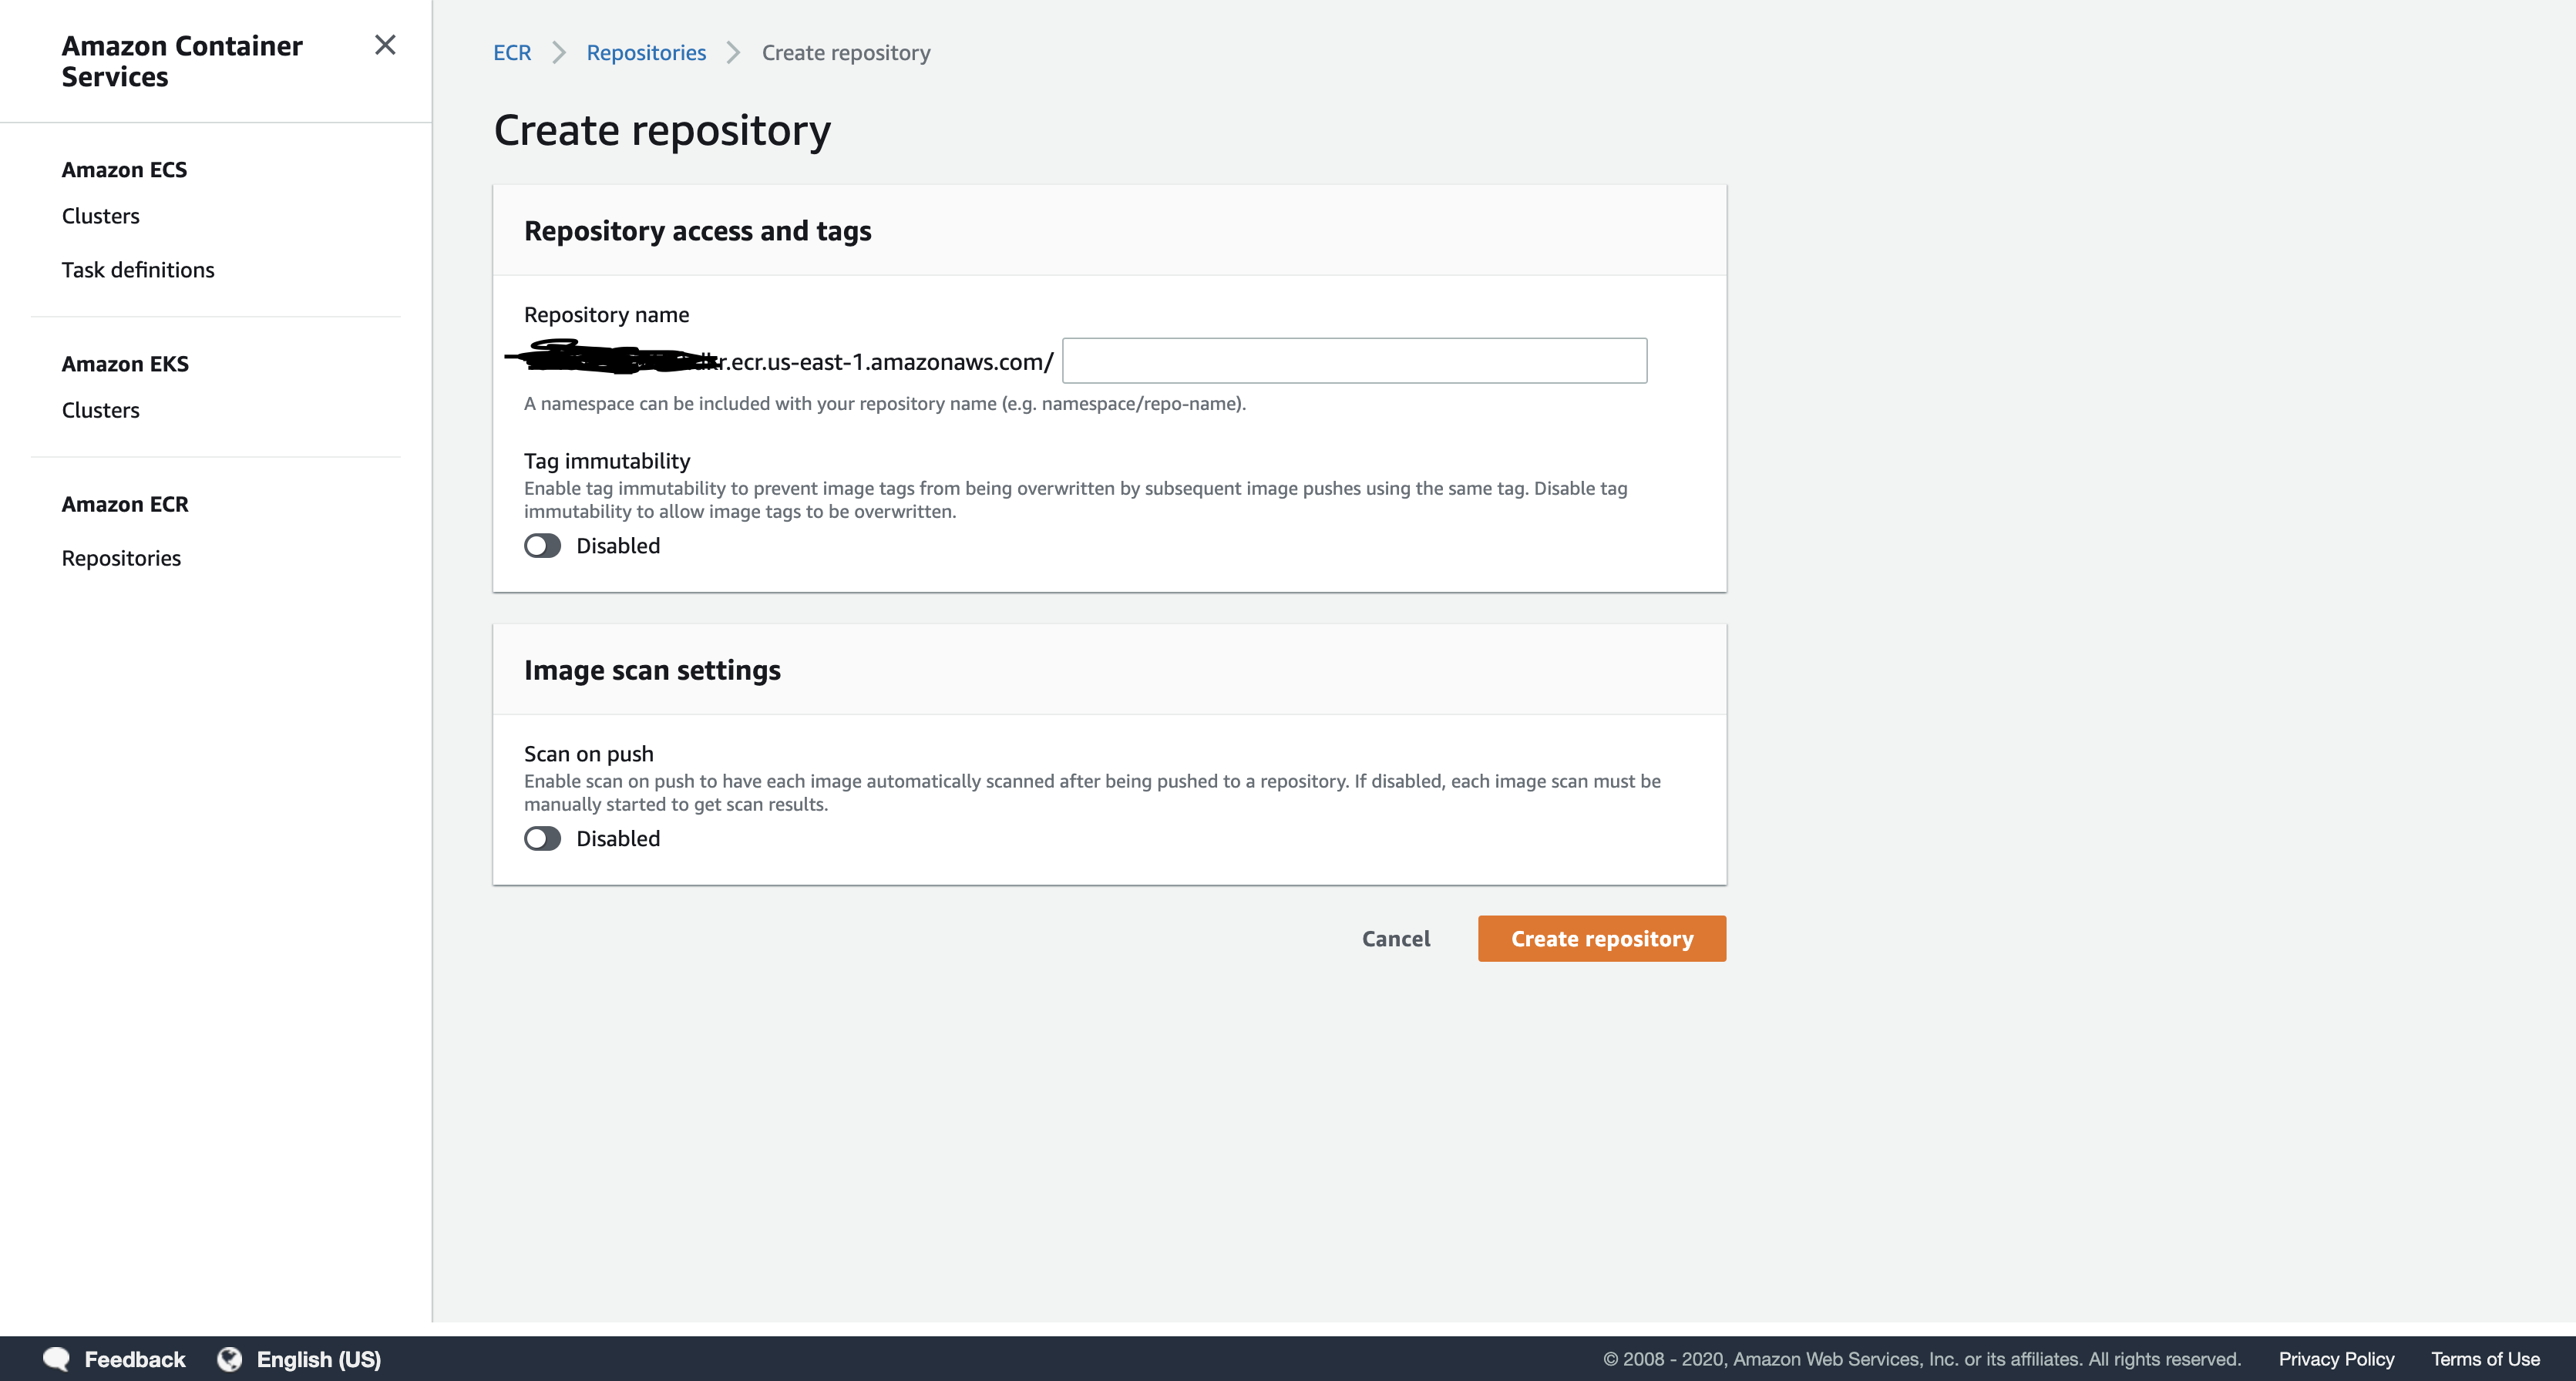 Amazon Container
Services
Amazon ECS
Clusters
Task definitions
Amazon EKS
Clusters
Amazon ECR
Repositories
ECR > Repositories > Create repository
Create repository
Repository access and tags
Repository name
.ecr.us-east-1.amazonaws.com/
A namespace can be included with your repository name (e.g. namespace/repo-name).
Tag immutability
Enable tag immutability to prevent image tags from being overwritten by subsequent image pushes using the same tag. Disable tag
immutability to allow image tags to be overwritten.
Disabled
Image scan settings
Scan on push
Enable scan on push to have each image automatically scanned after being pushed to a repository. If disabled, each image scan must be
manually started to get scan results.
Disabled
Cancel
Create repository
Feedback English (US) © 2008 - 2020, Amazon Web Services, Inc. or its affiliates. All rights reserved. Privacy Policy Terms of Use